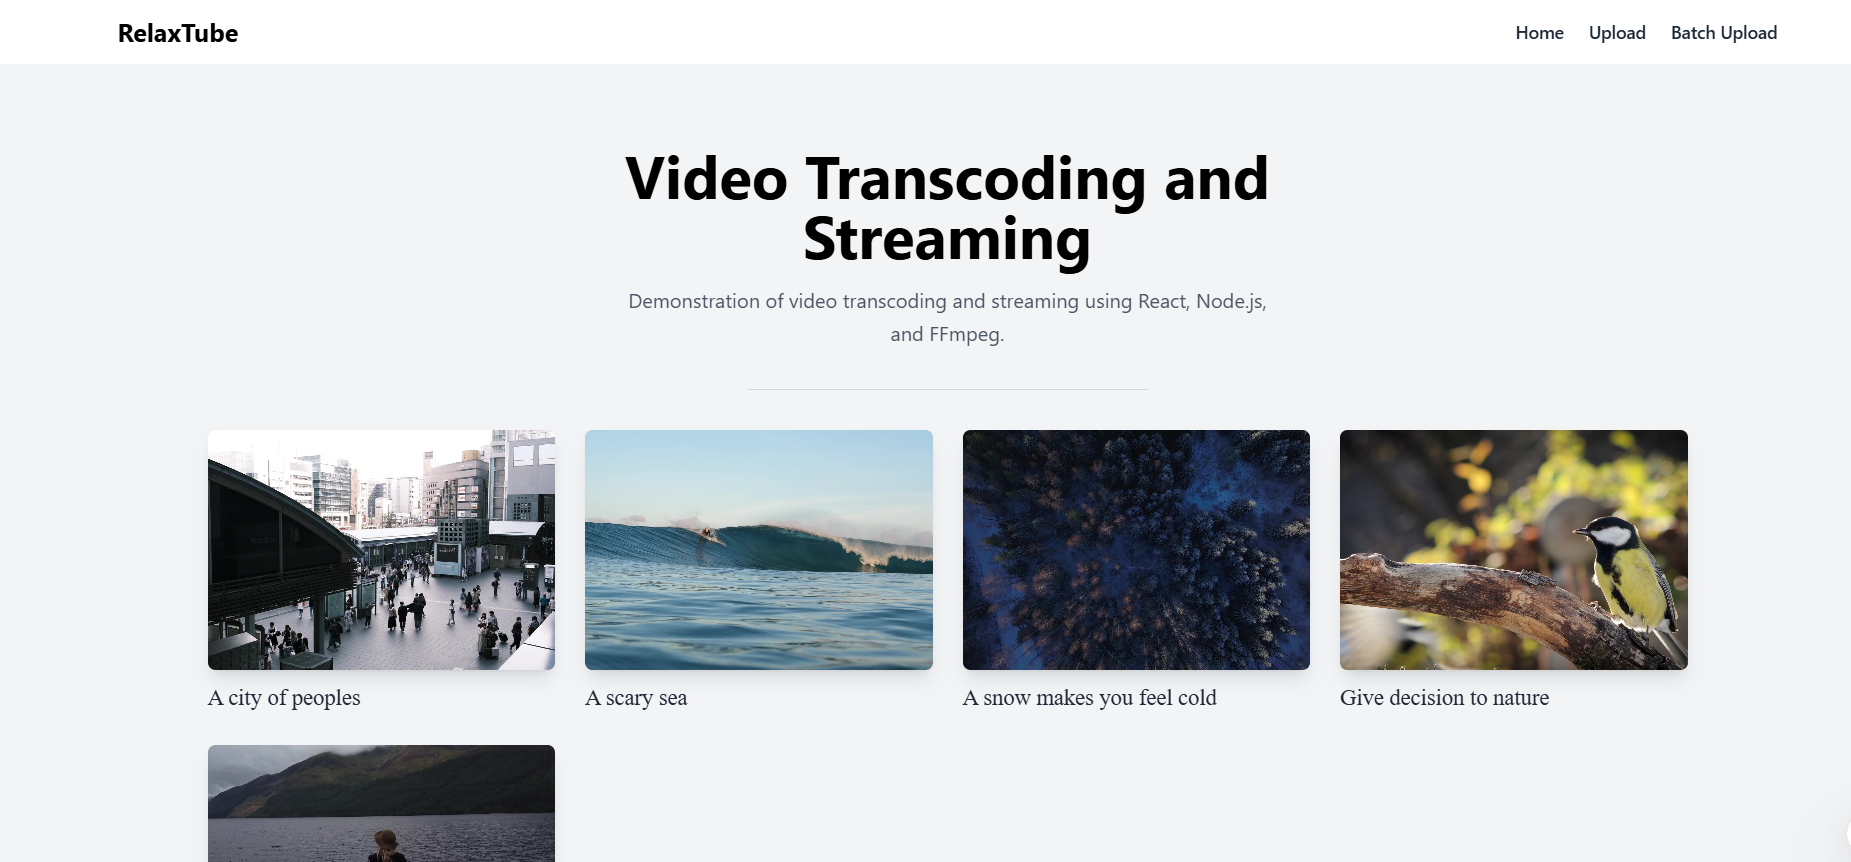 RelaxTube
Home
Upload
Batch Upload
Video Transcoding and
Streaming
Demonstration of video transcoding and streaming using React, Node.js,
and FFmpeg.
A city of peoples
A scary sea
A snow makes you feel cold
Give decision to nature